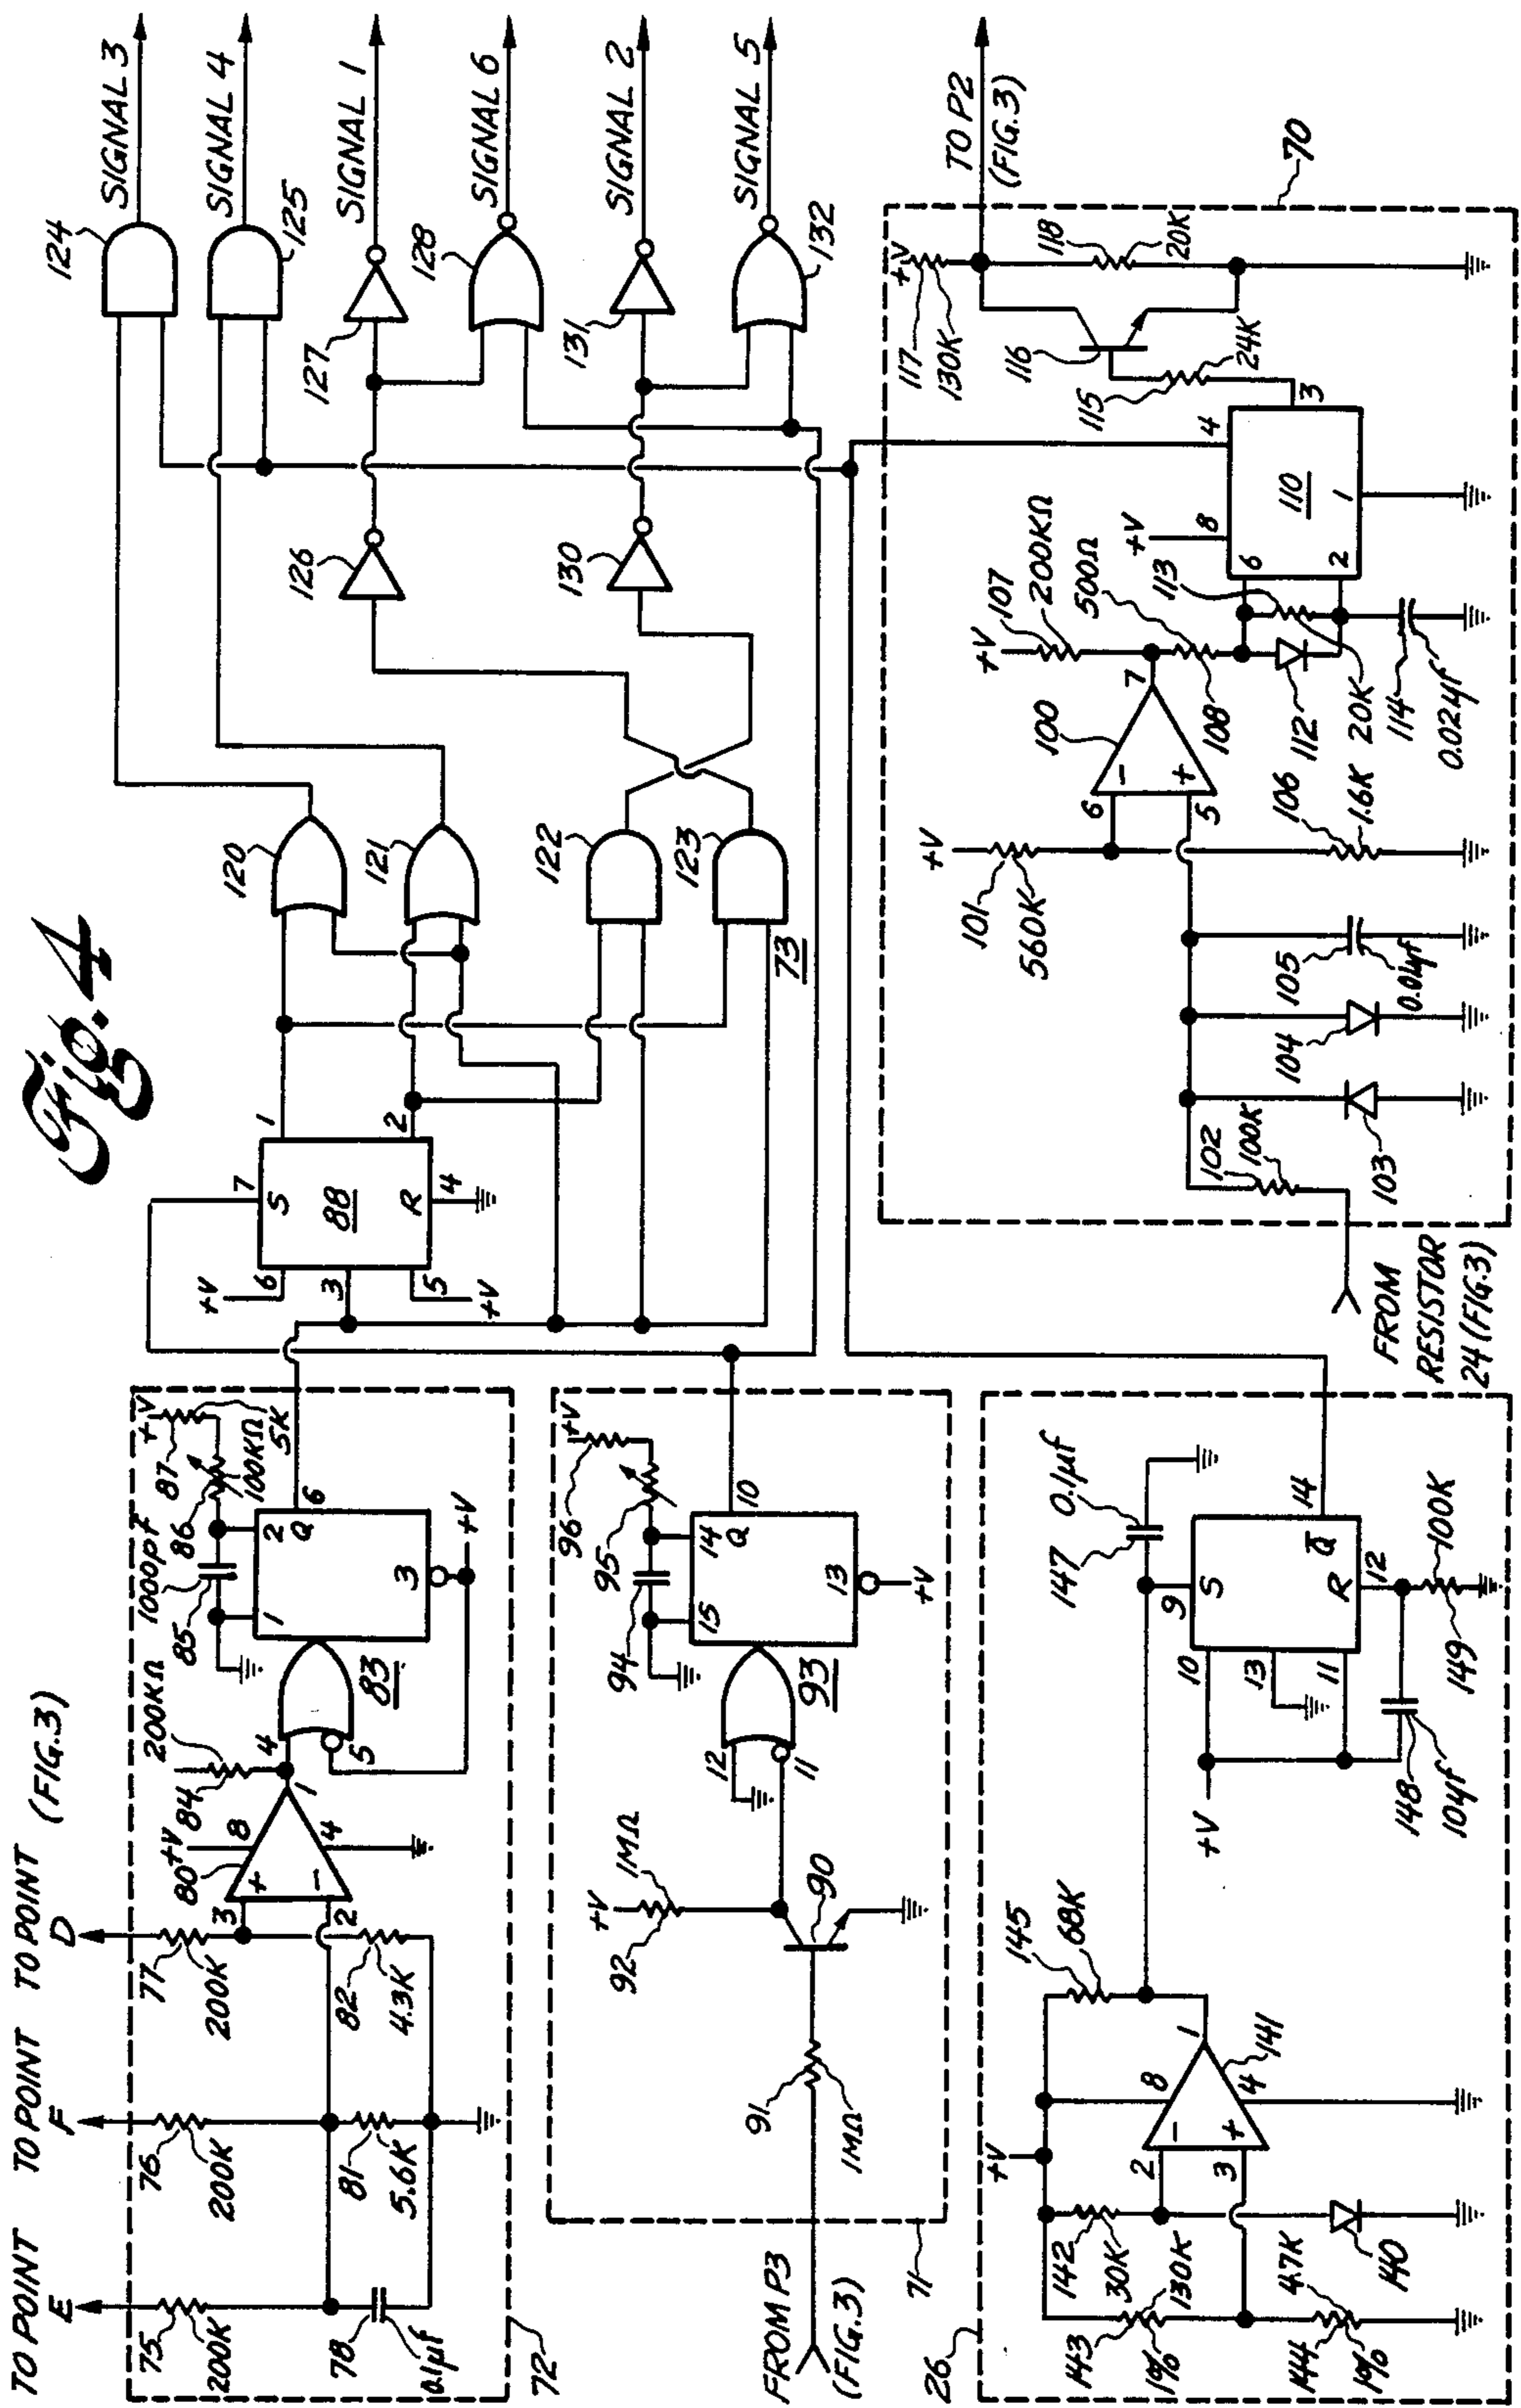 Fig. 4
TO POINT E
TO POINT F
TO POINT D
(FIG.3)
75
200K
76
200K
77
200K
78
0.1µf
81
5.6K
82
4.3K
3
2
+
−
80
+V
8
4
1
84
200KΩ
4
5
83
85
1000pF
1
2
Q
3
6
86
100KΩ
87
5K
+V
+V
72
FROM P3
(FIG.3)
91
1MΩ
90
92
1MΩ
+V
12
11
93
94
95
96
+V
15
14
Q
13
10
+V
71
26
143
1%
130K
142
30K
144
1%
4.7K
140
+V
2
3
−
+
8
4
1
141
145
68K
147
0.1µf
9
S
10
13
11
Q̅
14
R
12
+V
148
10µf
149
100K
+V
6
3
5
+V
7
S
88
R
4
1
2
120
121
122
123
73
126
130
124
125
127
128
131
132
SIGNAL 3
SIGNAL 4
SIGNAL 1
SIGNAL 6
SIGNAL 2
SIGNAL 5
FROM
RESISTOR
24 (FIG.3)
102
100K
103
104
105
0.01µf
+V
101
560K
106
1.6K
6
5
−
+
100
7
+V
107
200KΩ
108
500Ω
112
113
20K
114
0.02µf
+V
8
6
2
110
1
4
3
115
24K
116
+V
117
130K
118
20K
TO P2
(FIG.3)
70